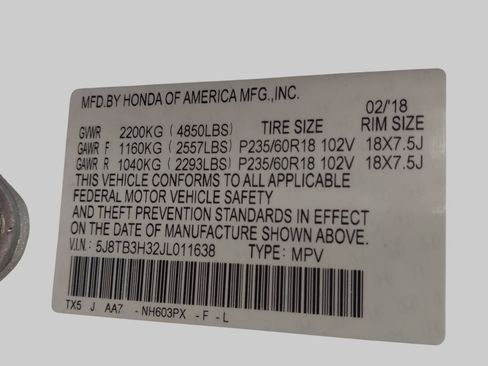 MFD.BY HONDA OF AMERICA MFG.,INC.
02/'18
GVWR 2200KG (4850LBS) TIRE SIZE RIM SIZE
GAWR F 1160KG (2557LBS) P235/60R18 102V 18X7.5J
GAWR R 1040KG (2293LBS) P235/60R18 102V 18X7.5J
THIS VEHICLE CONFORMS TO ALL APPLICABLE
FEDERAL MOTOR VEHICLE SAFETY
AND THEFT PREVENTION STANDARDS IN EFFECT
ON THE DATE OF MANUFACTURE SHOWN ABOVE.
V.I.N.: 5J8TB3H32JL011638 TYPE: MPV
TX5 J AA7 -NH603PX -F-L